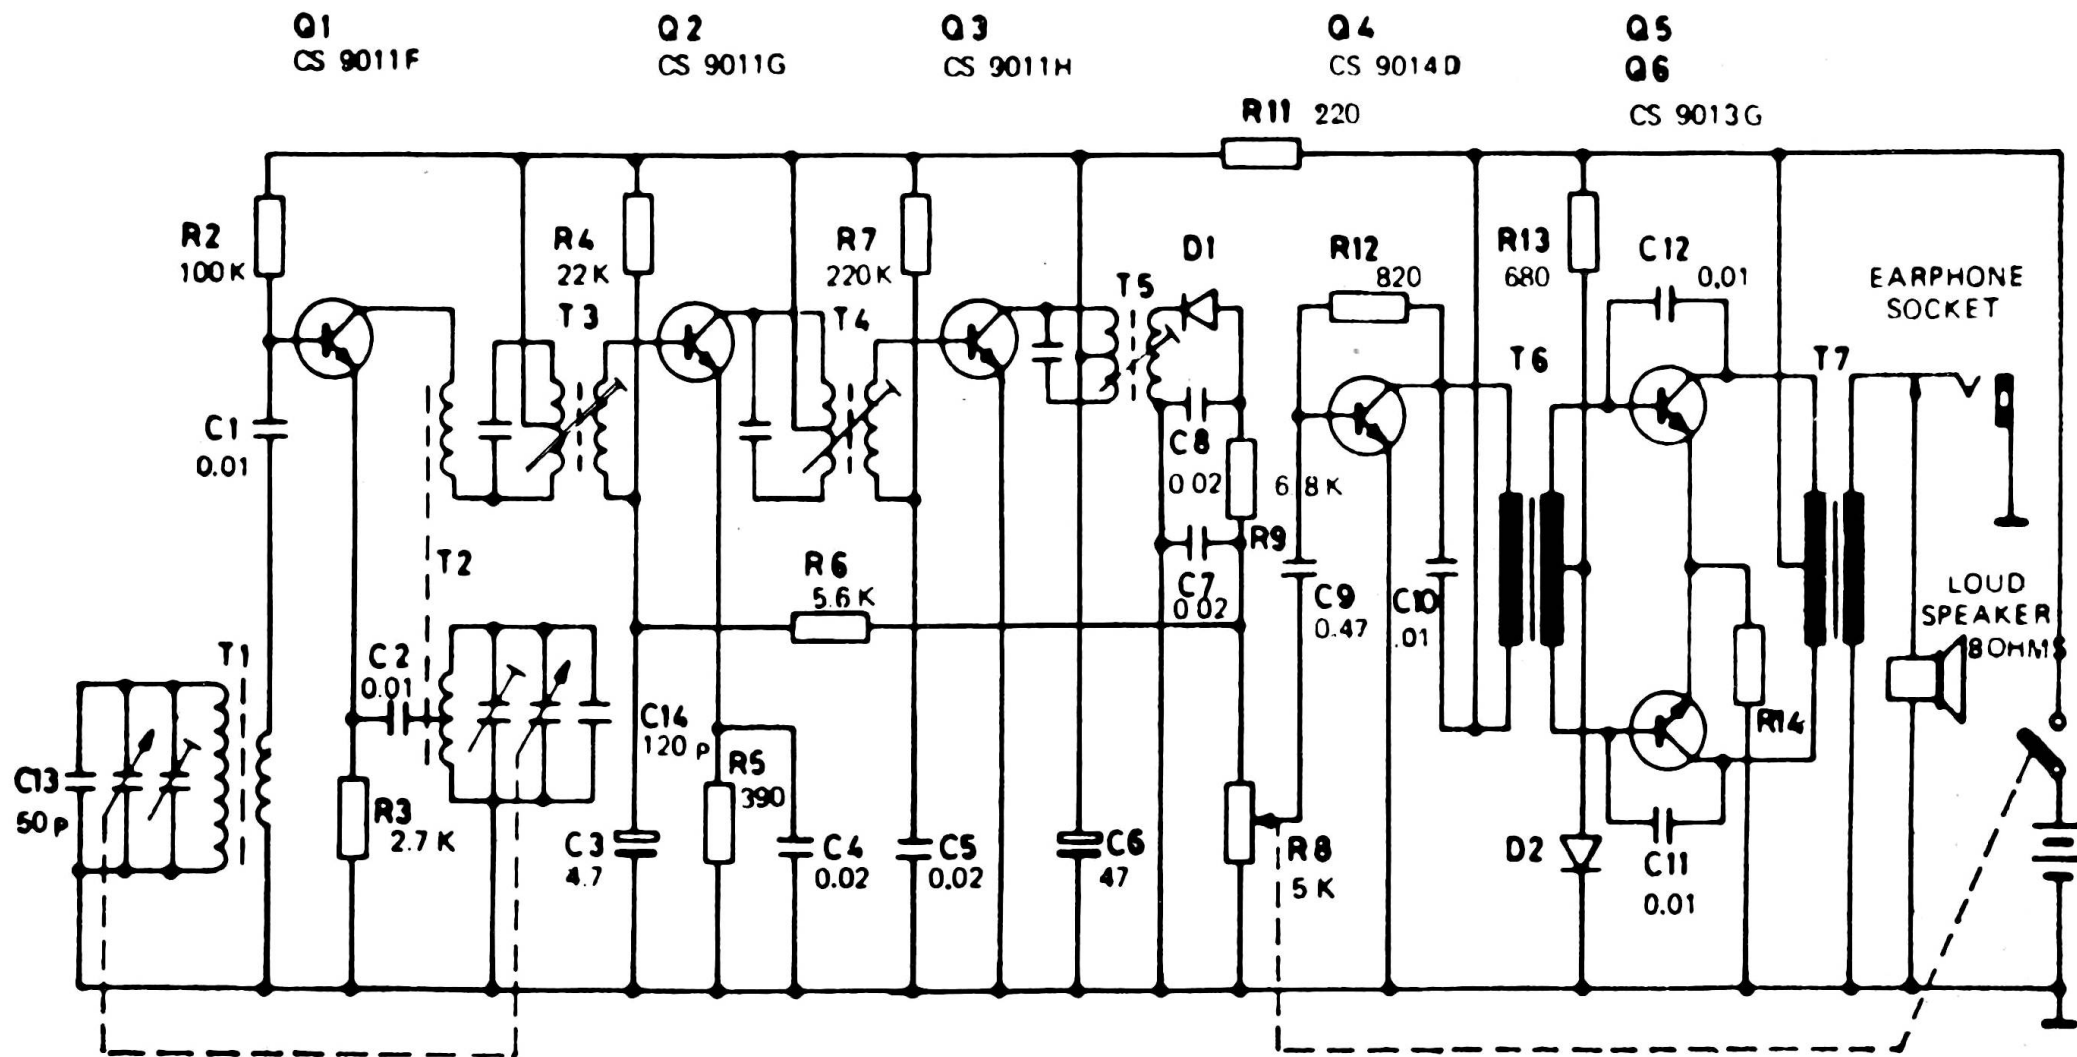 Q1
CS 9011F
Q2
CS 9011G
Q3
CS 9011H
Q4
CS 9014D
Q5
Q6
CS 9013G
R11 220
R2
100K
R4
22K
R7
220K
D1
R12
820
R13
680
C12
0.01
EARPHONE
SOCKET
T3
T4
T5
T6
T7
C1
0.01
C8
0.02
6.8K
R9
C7
0.02
T2
R6
5.6K
C9
0.47
C10
.01
LOUD
SPEAKER
8OHMS
T1
C2
0.01
C14
120p
R14
C13
50p
R3
2.7K
R5
390
C3
4.7
C4
0.02
C5
0.02
C6
47
R8
5K
D2
C11
0.01